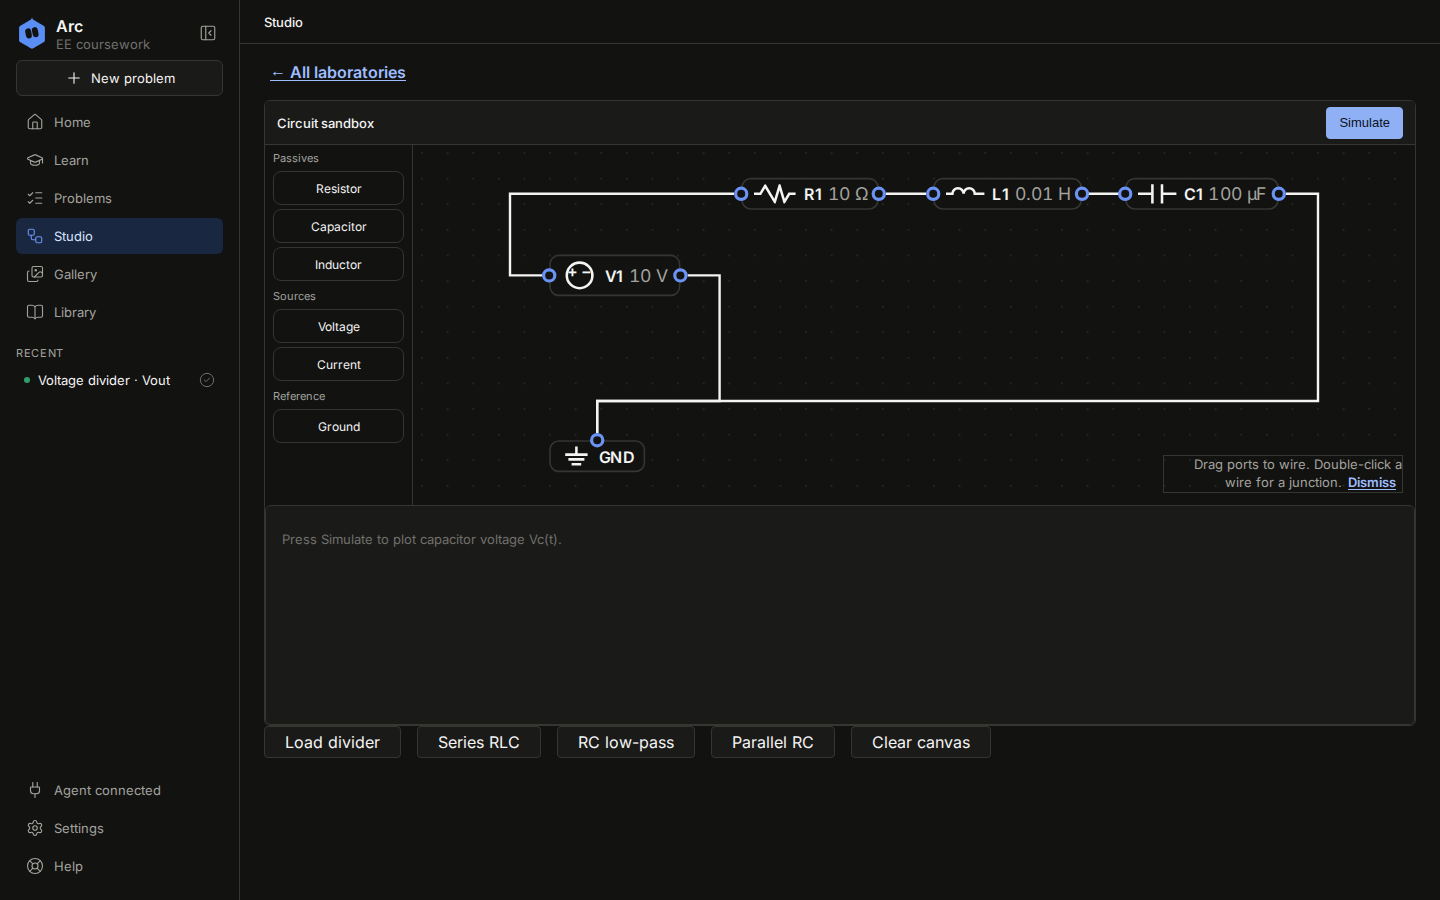 Arc
EE coursework
New problem
Home
Learn
Problems
Studio
Gallery
Library
RECENT
Voltage divider · Vout
Agent connected
Settings
Help
Studio
← All laboratories
Circuit sandbox
Simulate
Passives
Resistor
Capacitor
Inductor
Sources
Voltage
Current
Reference
Ground
R1 10 Ω
L1 0.01 H
C1 100 µF
V1 10 V
GND
Drag ports to wire. Double-click a
wire for a junction. Dismiss
Press Simulate to plot capacitor voltage Vc(t).
Load divider
Series RLC
RC low-pass
Parallel RC
Clear canvas